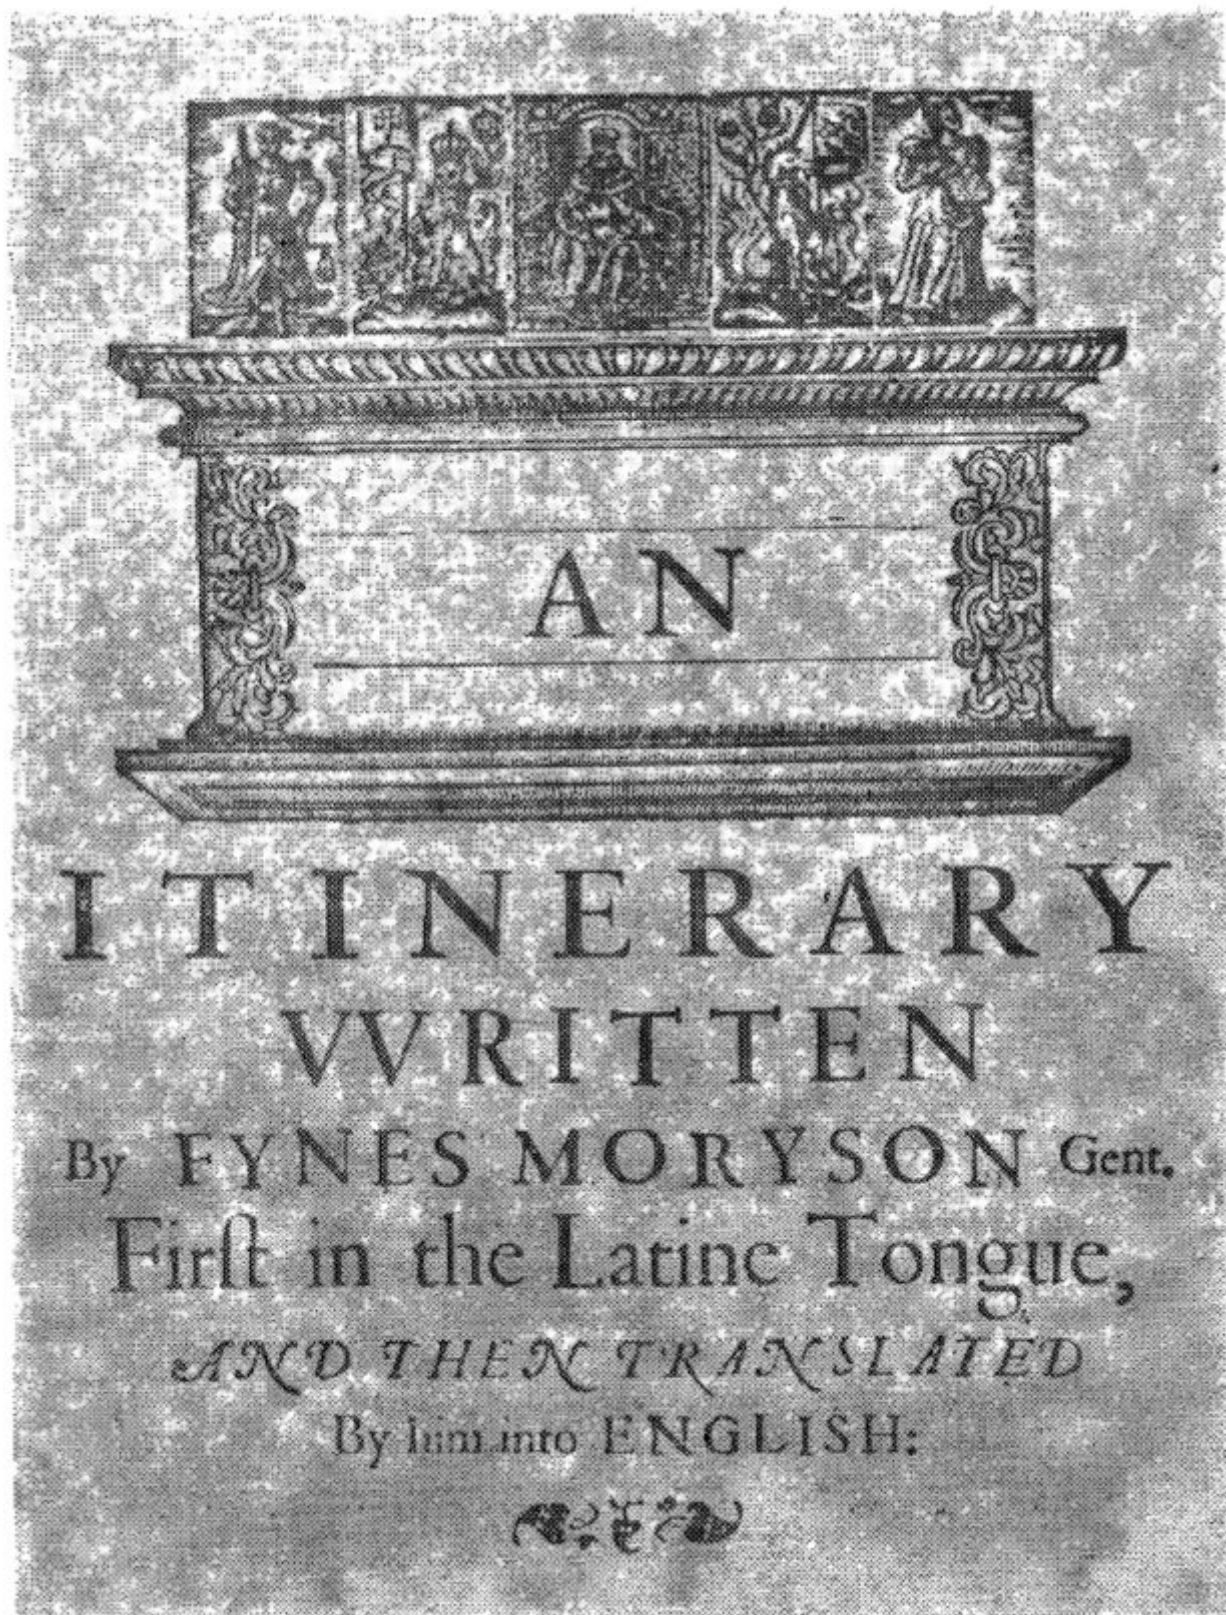 AN
ITINERARY
VVRITTEN
By FYNES MORYSON Gent.
Firſt in the Latine Tongue,
AND THEN TRANSLATED
By him into ENGLISH: